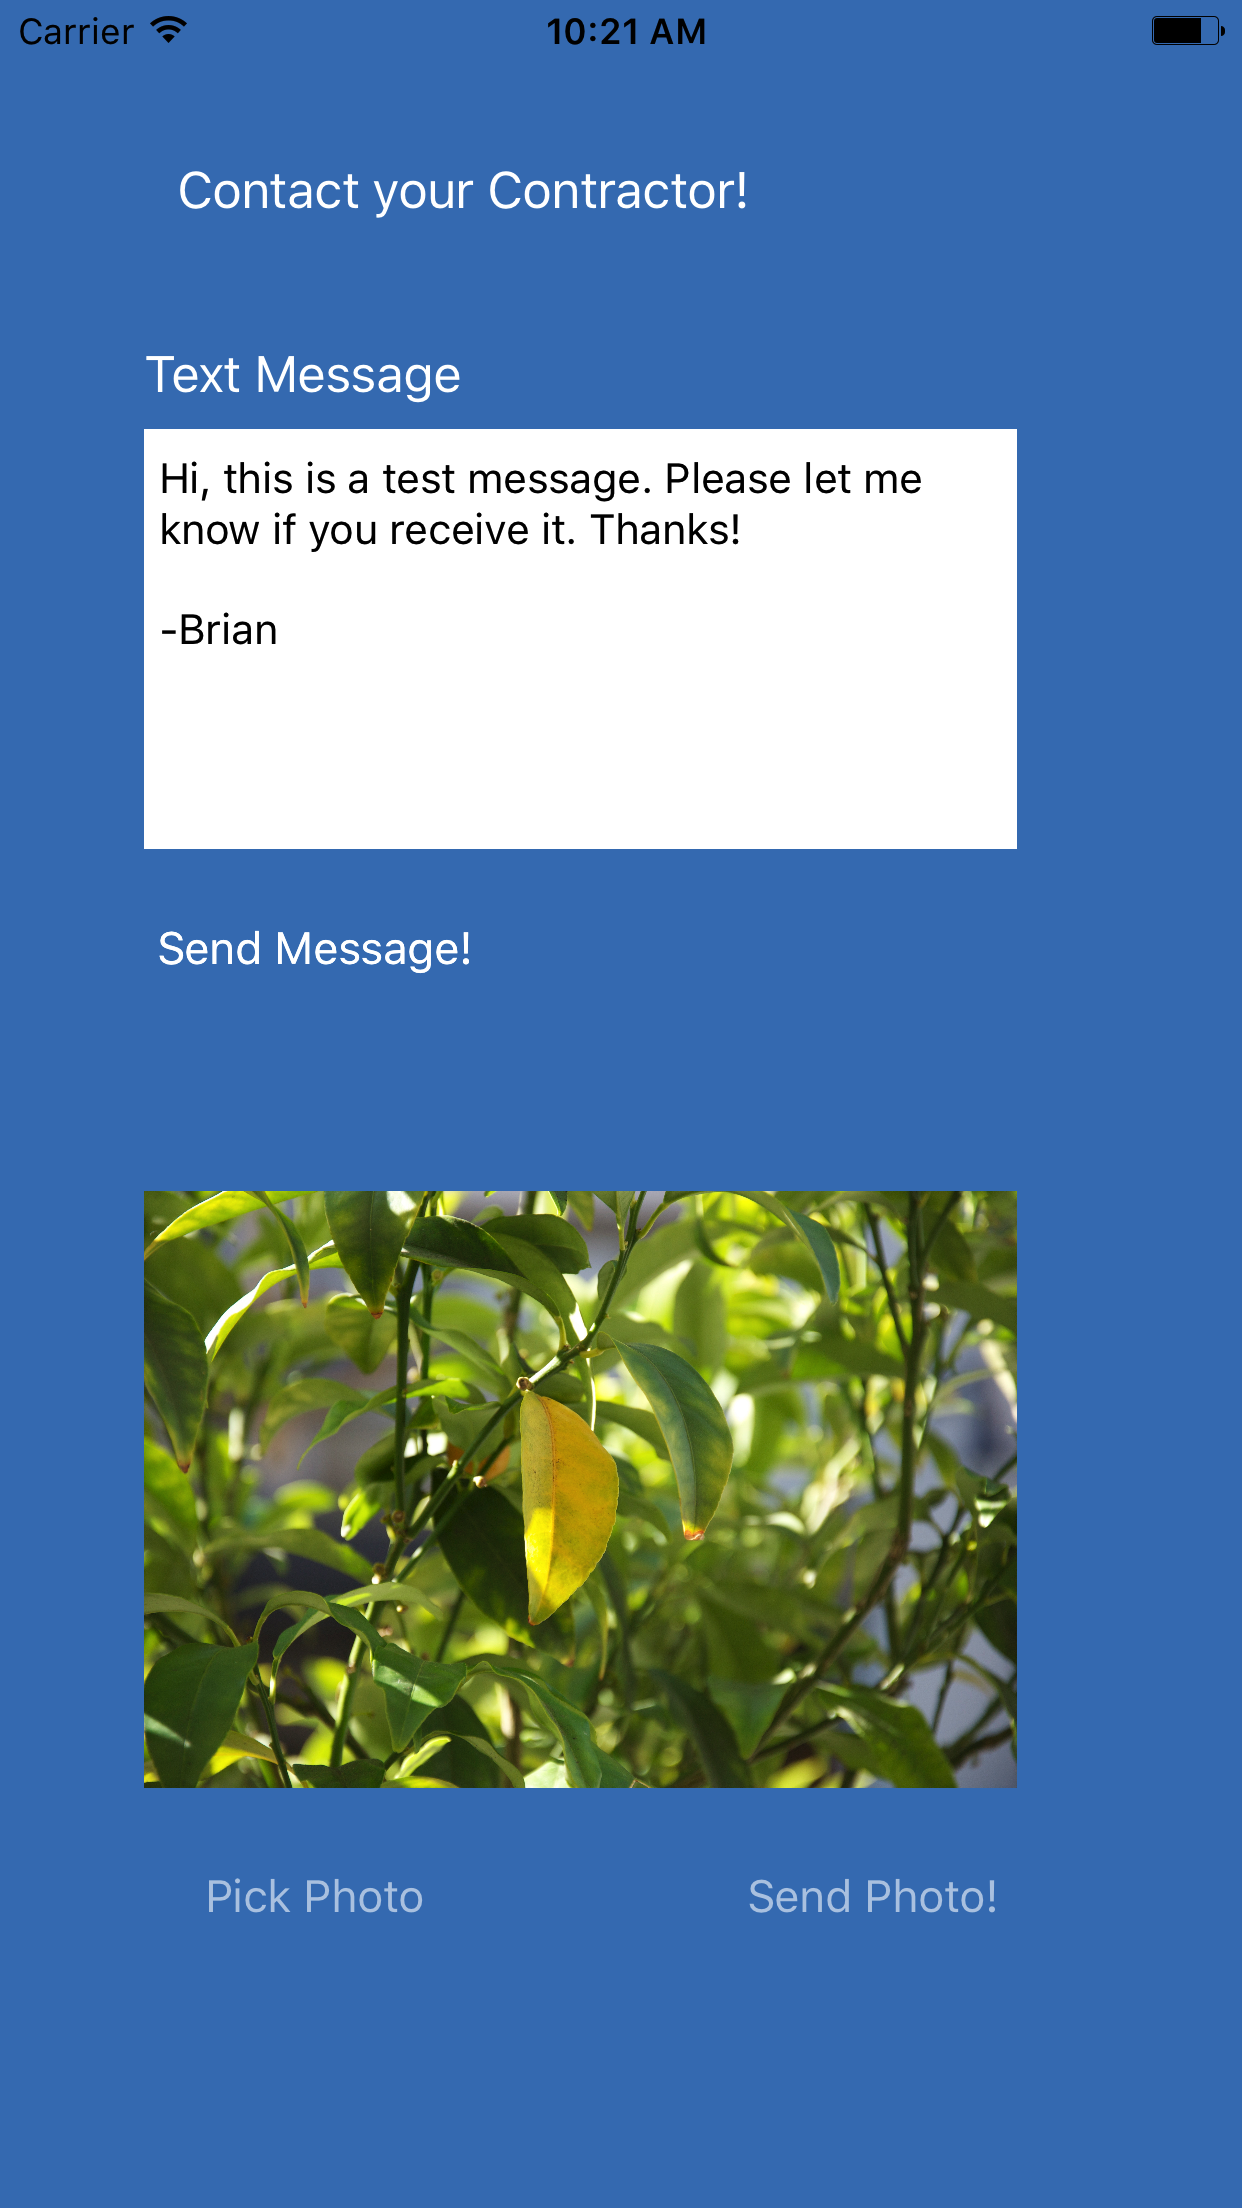 Carrier 10:21 AM
Contact your Contractor!
Text Message
Hi, this is a test message. Please let me
know if you receive it. Thanks!
-Brian
Send Message!
Pick Photo Send Photo!